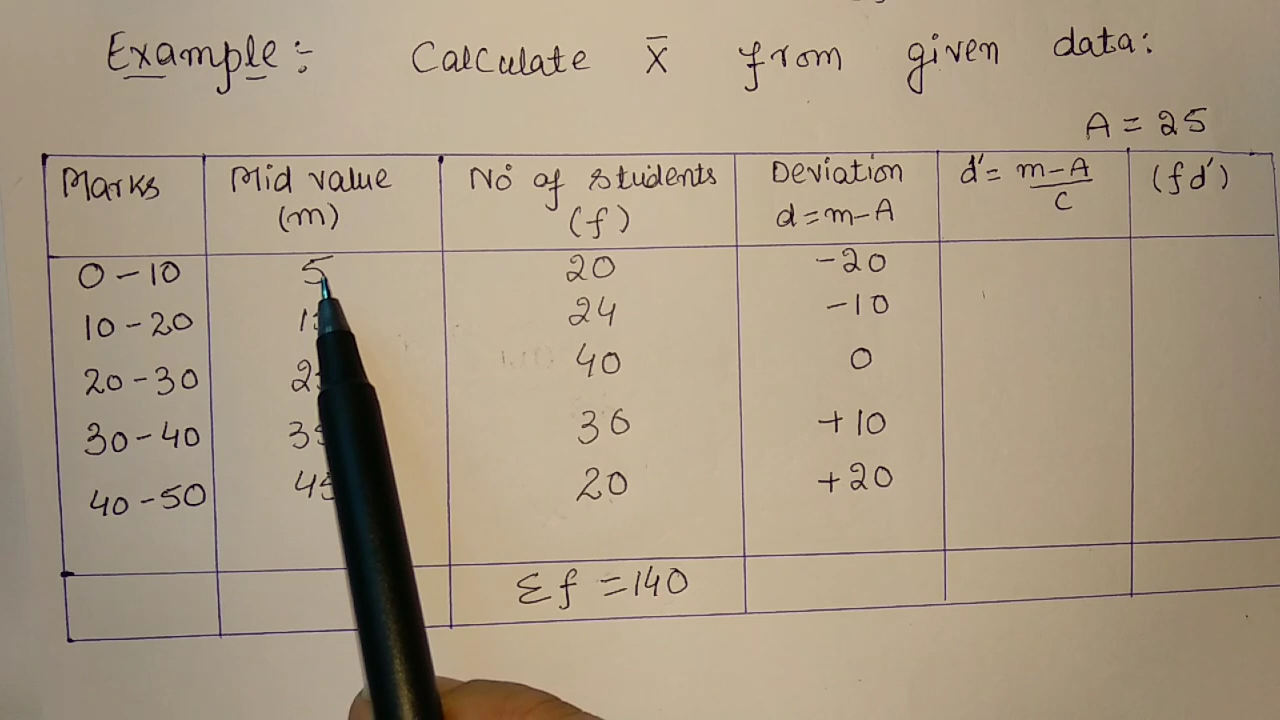 Example:- Calculate x̄ from given data:
A = 25
Marks | Mid value (m) | No of students (f) | Deviation d = m-A | d' = m-A/C | (fd')
0-10 | 5 | 20 | -20
10-20 | 24 | -10
20-30 | 40 | 0
30-40 | 36 | +10
40-50 | 20 | +20
Σf = 140